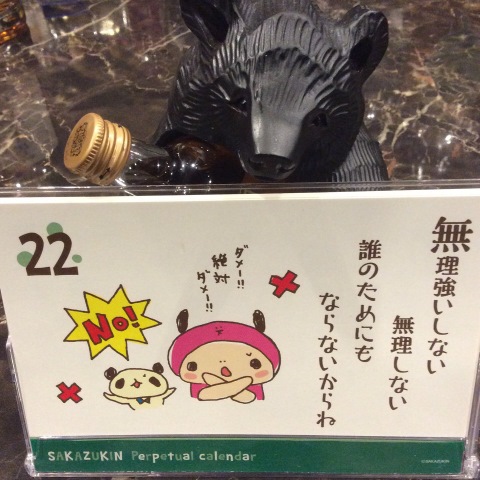 22
無理強いしない
無理しない
誰のためにも
ならないからね
ダメー!!
絶対
ダメー!!
No!
SAKAZUKIN Perpetual calendar
©SAKAZUKIN